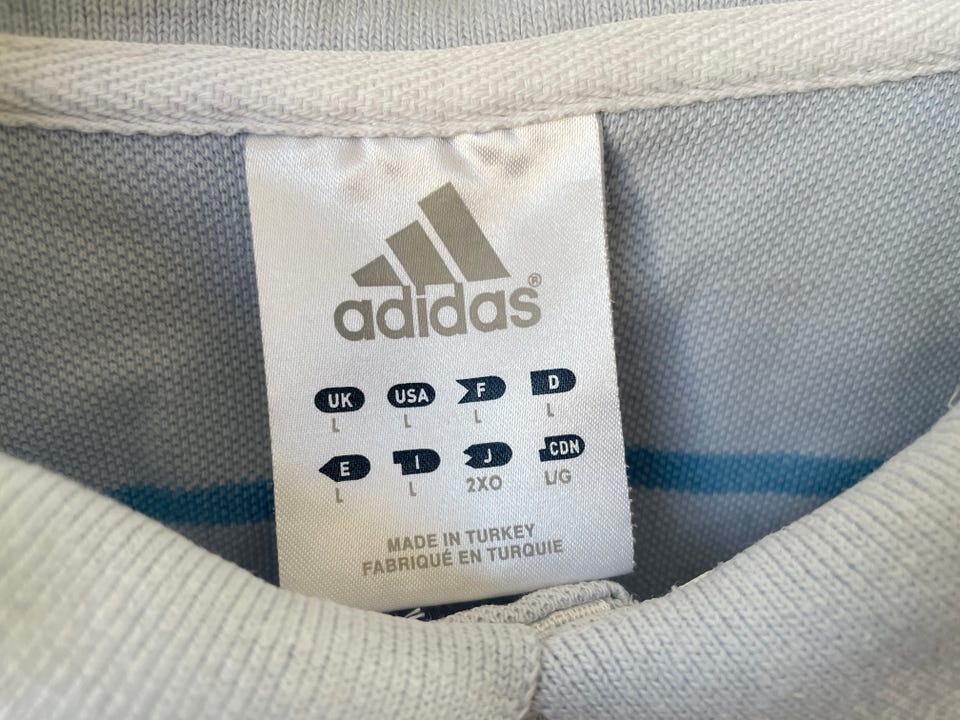 adidas®
UK USA F D
L L L L
E I J CDN
L L 2XO L/G
MADE IN TURKEY
FABRIQUÉ EN TURQUIE